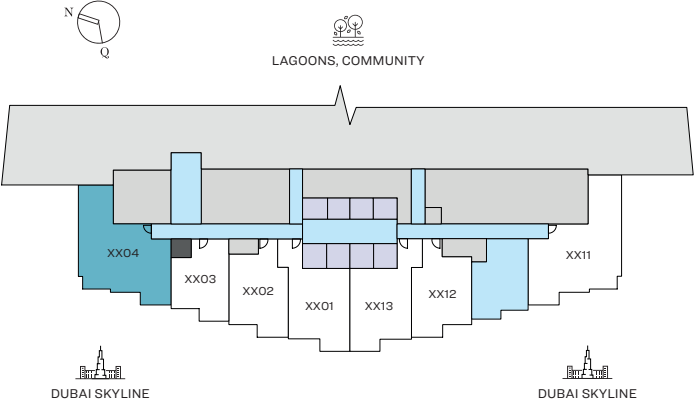 N
Q
LAGOONS, COMMUNITY
XX04
XX03
XX02
XX01
XX13
XX12
XX11
DUBAI SKYLINE
DUBAI SKYLINE